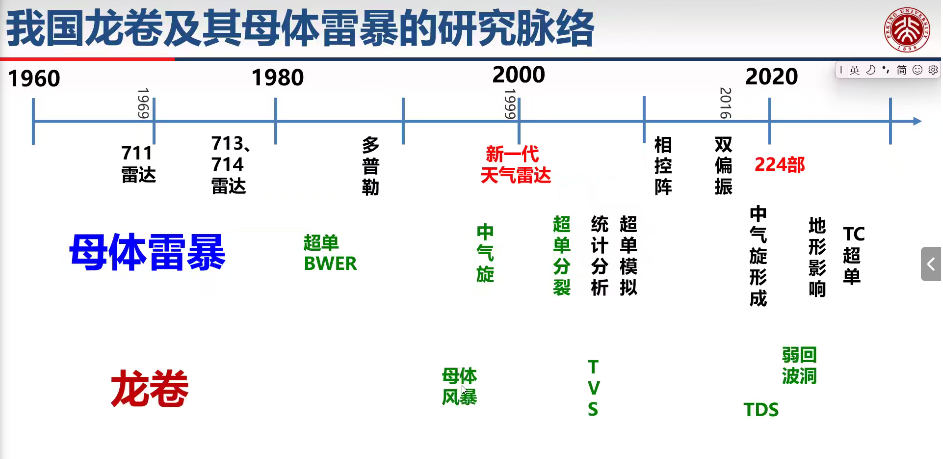 我国龙卷及其母体雷暴的研究脉络
1960
1980
2000
2020
1969
1999
2016
英
简
711
雷达
713、
714
雷达
多普勒
新一代
天气雷达
相控阵
双偏振
224部
母体雷暴
超单
BWER
中气旋
超单分裂
统计分析
超单模拟
中气旋形成
地形影响
TC
超单
龙卷
母体
风暴
TVS
TDS
弱回
波洞